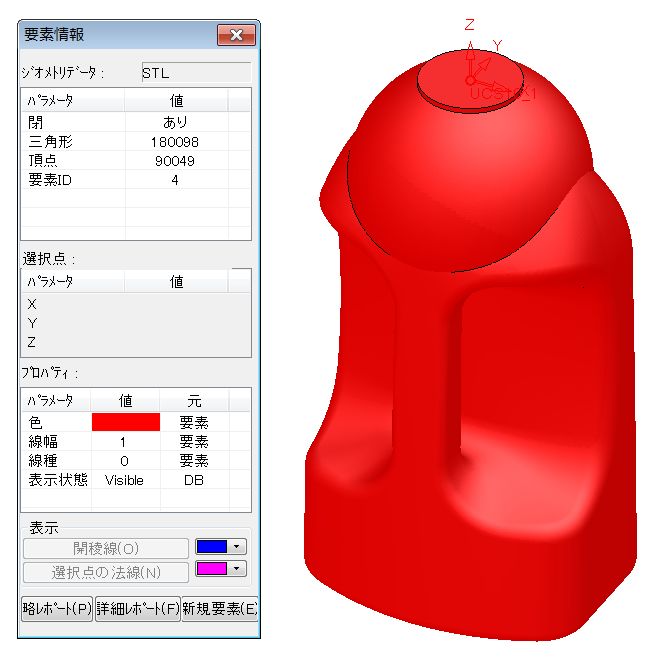 要素情報
ｼﾞｵﾒﾄﾘﾃﾞｰﾀ : STL
ﾊﾟﾗﾒｰﾀ 値
閉 あり
三角形 180098
頂点 90049
要素ID 4
選択点 :
ﾊﾟﾗﾒｰﾀ 値
X
Y
Z
ﾌﾟﾛﾊﾟﾃｨ :
ﾊﾟﾗﾒｰﾀ 値 元
色 要素
線幅 1 要素
線種 0 要素
表示状態 Visible DB
表示
開稜線(O)
選択点の法線(N)
略ﾚﾎﾟｰﾄ(P) 詳細ﾚﾎﾟｰﾄ(F) 新規要素(E)
Z
Y